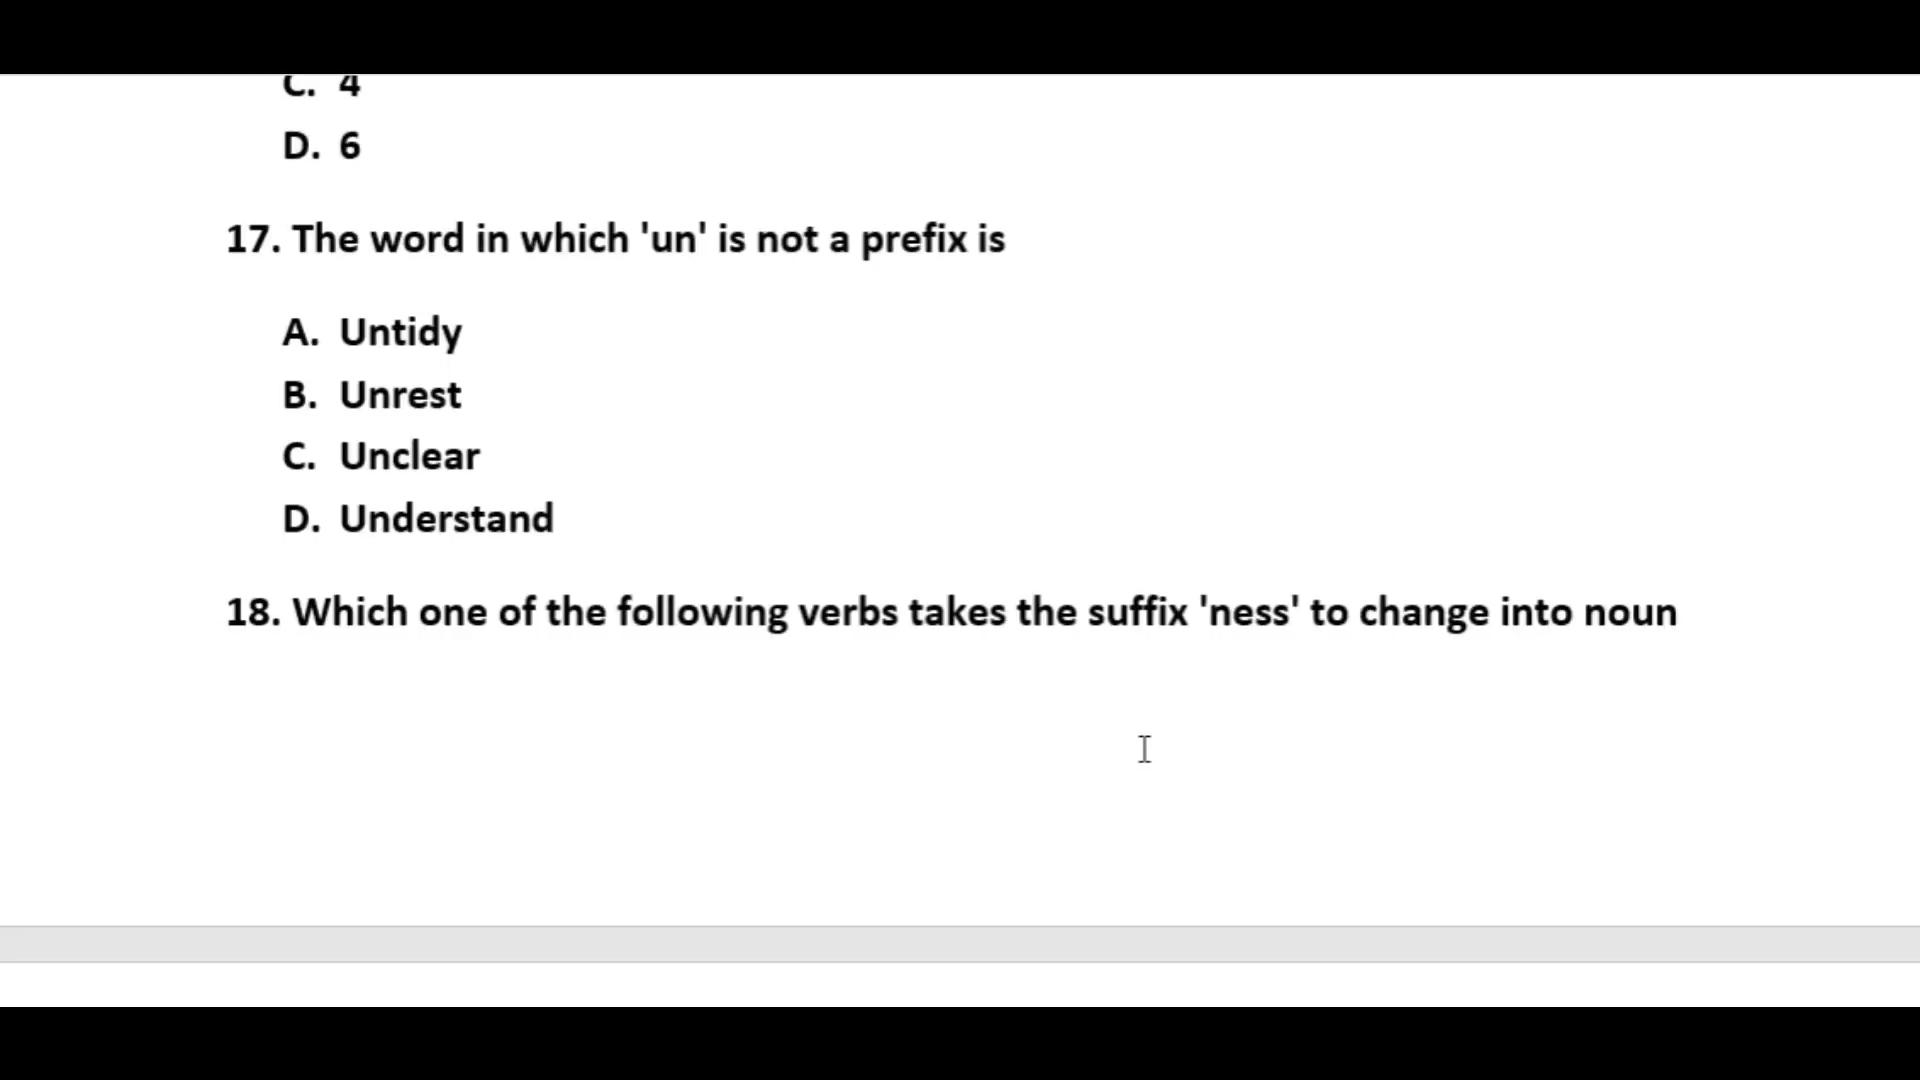 C. 4
D. 6
17. The word in which 'un' is not a prefix is
A. Untidy
B. Unrest
C. Unclear
D. Understand
18. Which one of the following verbs takes the suffix 'ness' to change into noun